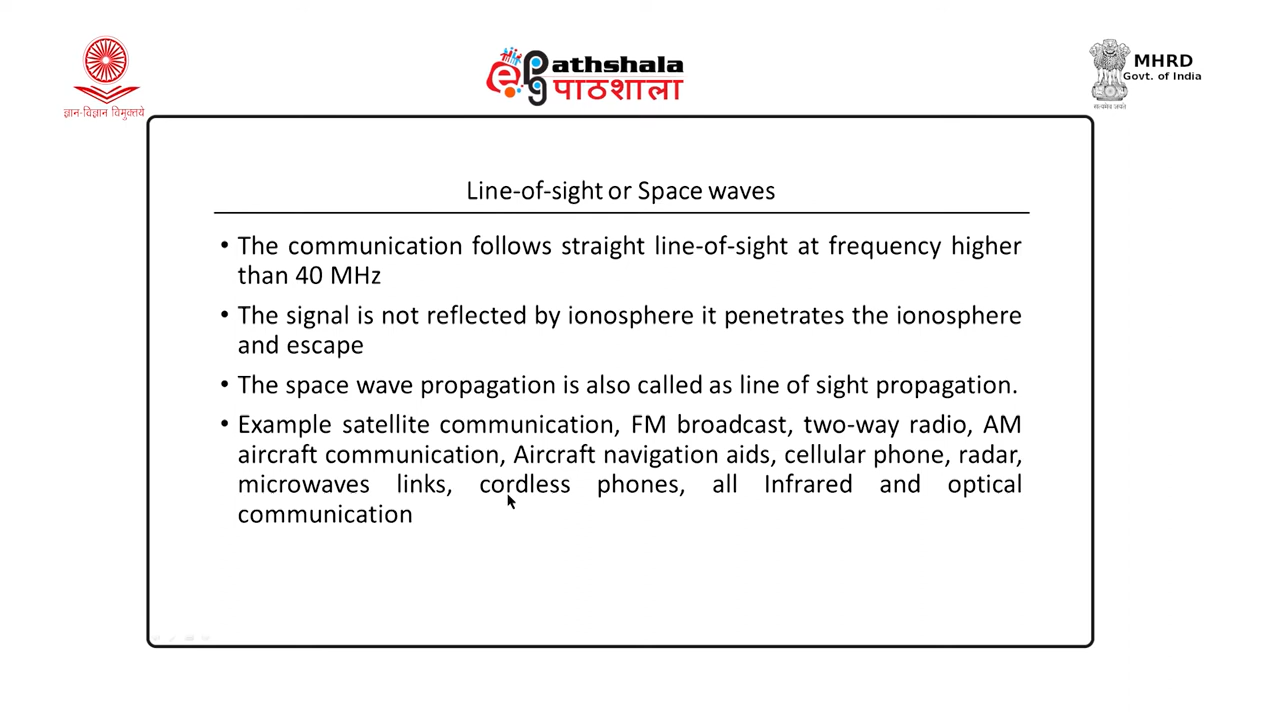 athshala
पाठशाला
MHRD
Govt. of India
ज्ञान-विज्ञान विमुक्तये
सत्यमेव जयते
Line-of-sight or Space waves
• The communication follows straight line-of-sight at frequency higher
than 40 MHz
• The signal is not reflected by ionosphere it penetrates the ionosphere
and escape
• The space wave propagation is also called as line of sight propagation.
• Example satellite communication, FM broadcast, two-way radio, AM
aircraft communication, Aircraft navigation aids, cellular phone, radar,
microwaves links, cordless phones, all Infrared and optical
communication